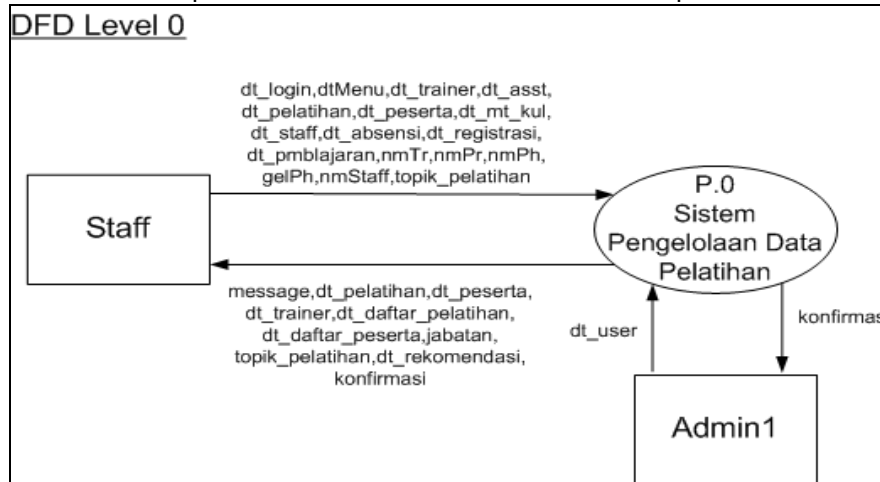 DFD Level 0
dt_login,dtMenu,dt_trainer,dt_asst,
dt_pelatihan,dt_peserta,dt_mt_kul,
dt_staff,dt_absensi,dt_registrasi,
dt_pmblajaran,nmTr,nmPr,nmPh,
gelPh,nmStaff,topik_pelatihan
Staff
P.0
Sistem
Pengelolaan Data
Pelatihan
message,dt_pelatihan,dt_peserta,
dt_trainer,dt_daftar_pelatihan,
dt_daftar_peserta,jabatan,
topik_pelatihan,dt_rekomendasi,
konfirmasi
dt_user
konfirmas
Admin1